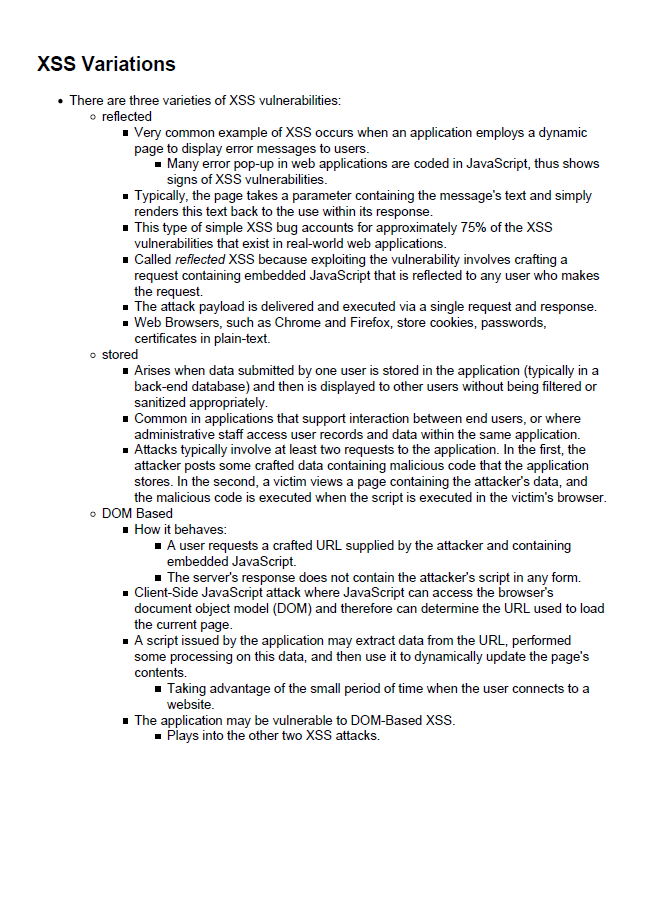 XSS Variations
• There are three varieties of XSS vulnerabilities:
○ reflected
■ Very common example of XSS occurs when an application employs a dynamic
page to display error messages to users.
■ Many error pop-up in web applications are coded in JavaScript, thus shows
signs of XSS vulnerabilities.
■ Typically, the page takes a parameter containing the message's text and simply
renders this text back to the use within its response.
■ This type of simple XSS bug accounts for approximately 75% of the XSS
vulnerabilities that exist in real-world web applications.
■ Called reflected XSS because exploiting the vulnerability involves crafting a
request containing embedded JavaScript that is reflected to any user who makes
the request.
■ The attack payload is delivered and executed via a single request and response.
■ Web Browsers, such as Chrome and Firefox, store cookies, passwords,
certificates in plain-text.
○ stored
■ Arises when data submitted by one user is stored in the application (typically in a
back-end database) and then is displayed to other users without being filtered or
sanitized appropriately.
■ Common in applications that support interaction between end users, or where
administrative staff access user records and data within the same application.
■ Attacks typically involve at least two requests to the application. In the first, the
attacker posts some crafted data containing malicious code that the application
stores. In the second, a victim views a page containing the attacker's data, and
the malicious code is executed when the script is executed in the victim's browser.
○ DOM Based
■ How it behaves:
■ A user requests a crafted URL supplied by the attacker and containing
embedded JavaScript.
■ The server's response does not contain the attacker's script in any form.
■ Client-Side JavaScript attack where JavaScript can access the browser's
document object model (DOM) and therefore can determine the URL used to load
the current page.
■ A script issued by the application may extract data from the URL, performed
some processing on this data, and then use it to dynamically update the page's
contents.
■ Taking advantage of the small period of time when the user connects to a
website.
■ The application may be vulnerable to DOM-Based XSS.
■ Plays into the other two XSS attacks.